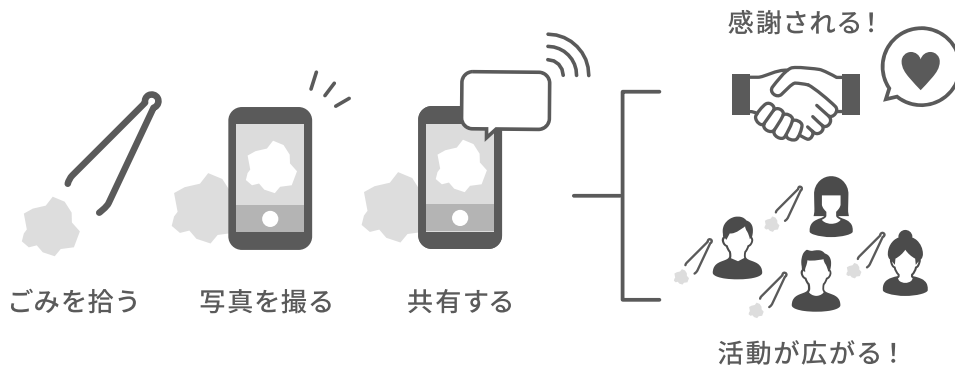 感謝される！
ごみを拾う
写真を撮る
共有する
活動が広がる！